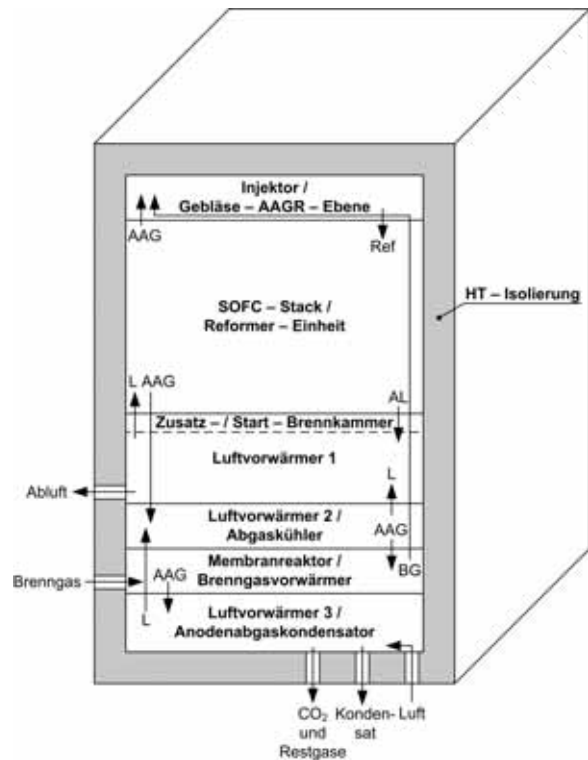 Injektor /
Gebläse – AAGR – Ebene
AAG
Ref
HT – Isolierung
SOFC – Stack /
Reformer – Einheit
L AAG
AL
Zusatz – / Start – Brennkammer
Luftvorwärmer 1
L
Abluft
Luftvorwärmer 2 /
Abgaskühler
AAG
Membranreaktor /
Brenngasvorwärmer
Brenngas
AAG
BG
L
Luftvorwärmer 3 /
Anodenabgaskondensator
CO2 Konden- Luft
und sat
Restgase